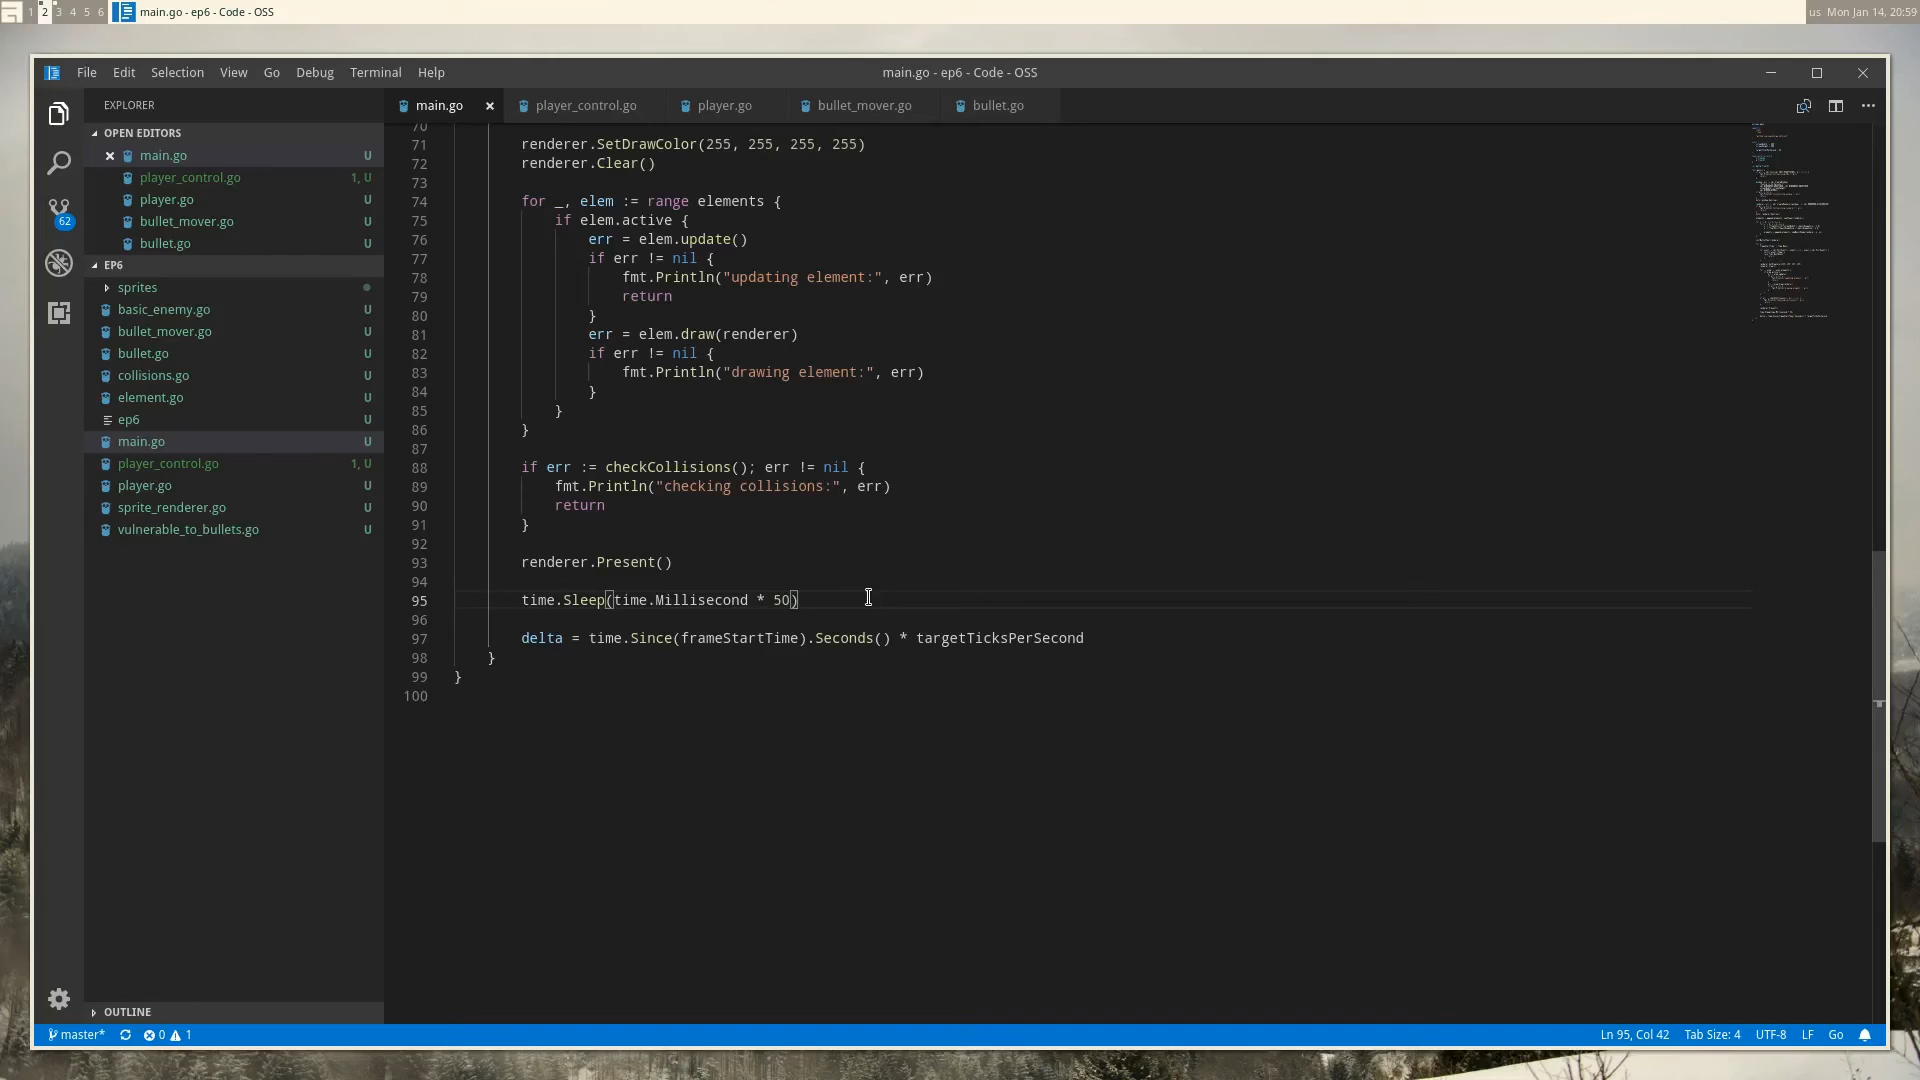 1 2 3 4 5 6 main.go - ep6 - Code - OSS us Mon Jan 14, 20:59
File Edit Selection View Go Debug Terminal Help main.go - ep6 - Code - OSS
EXPLORER
OPEN EDITORS
main.go U
player_control.go 1, U
player.go U
bullet_mover.go U
bullet.go U
EP6
sprites
basic_enemy.go U
bullet_mover.go U
bullet.go U
collisions.go U
element.go U
ep6 U
main.go U
player_control.go 1, U
player.go U
sprite_renderer.go U
vulnerable_to_bullets.go U
OUTLINE
62
main.go player_control.go player.go bullet_mover.go bullet.go
70
71 renderer.SetDrawColor(255, 255, 255, 255)
72 renderer.Clear()
73
74 for _, elem := range elements {
75 if elem.active {
76 err = elem.update()
77 if err != nil {
78 fmt.Println("updating element:", err)
79 return
80 }
81 err = elem.draw(renderer)
82 if err != nil {
83 fmt.Println("drawing element:", err)
84 }
85 }
86 }
87
88 if err := checkCollisions(); err != nil {
89 fmt.Println("checking collisions:", err)
90 return
91 }
92
93 renderer.Present()
94
95 time.Sleep(time.Millisecond * 50)
96
97 delta = time.Since(frameStartTime).Seconds() * targetTicksPerSecond
98 }
99 }
100
master* 0 1 Ln 95, Col 42 Tab Size: 4 UTF-8 LF Go